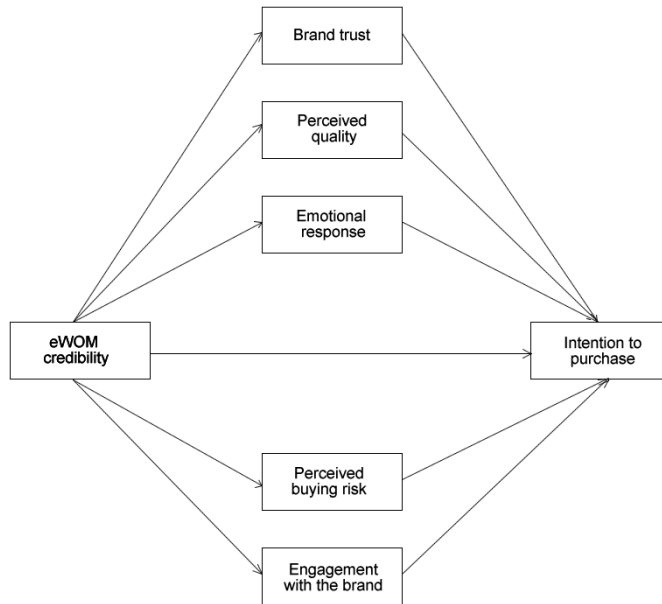 Brand trust
Perceived
quality
Emotional
response
eWOM
credibility
Intention to
purchase
Perceived
buying risk
Engagement
with the brand